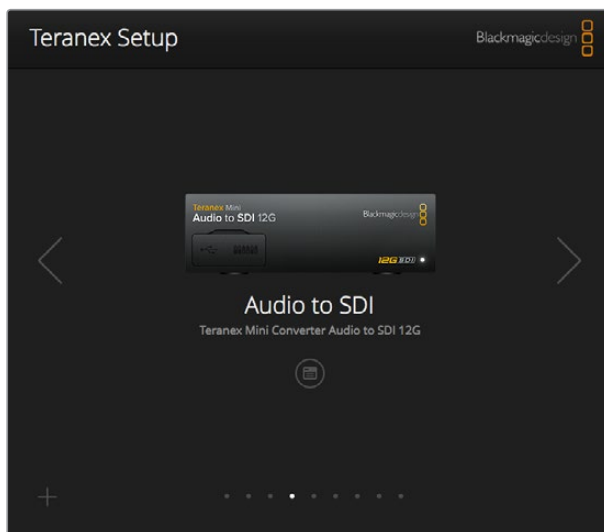 Teranex Setup
Blackmagicdesign
Teranex Mini
Audio to SDI 12G
Blackmagicdesign
12G SDI
Audio to SDI
Teranex Mini Converter Audio to SDI 12G